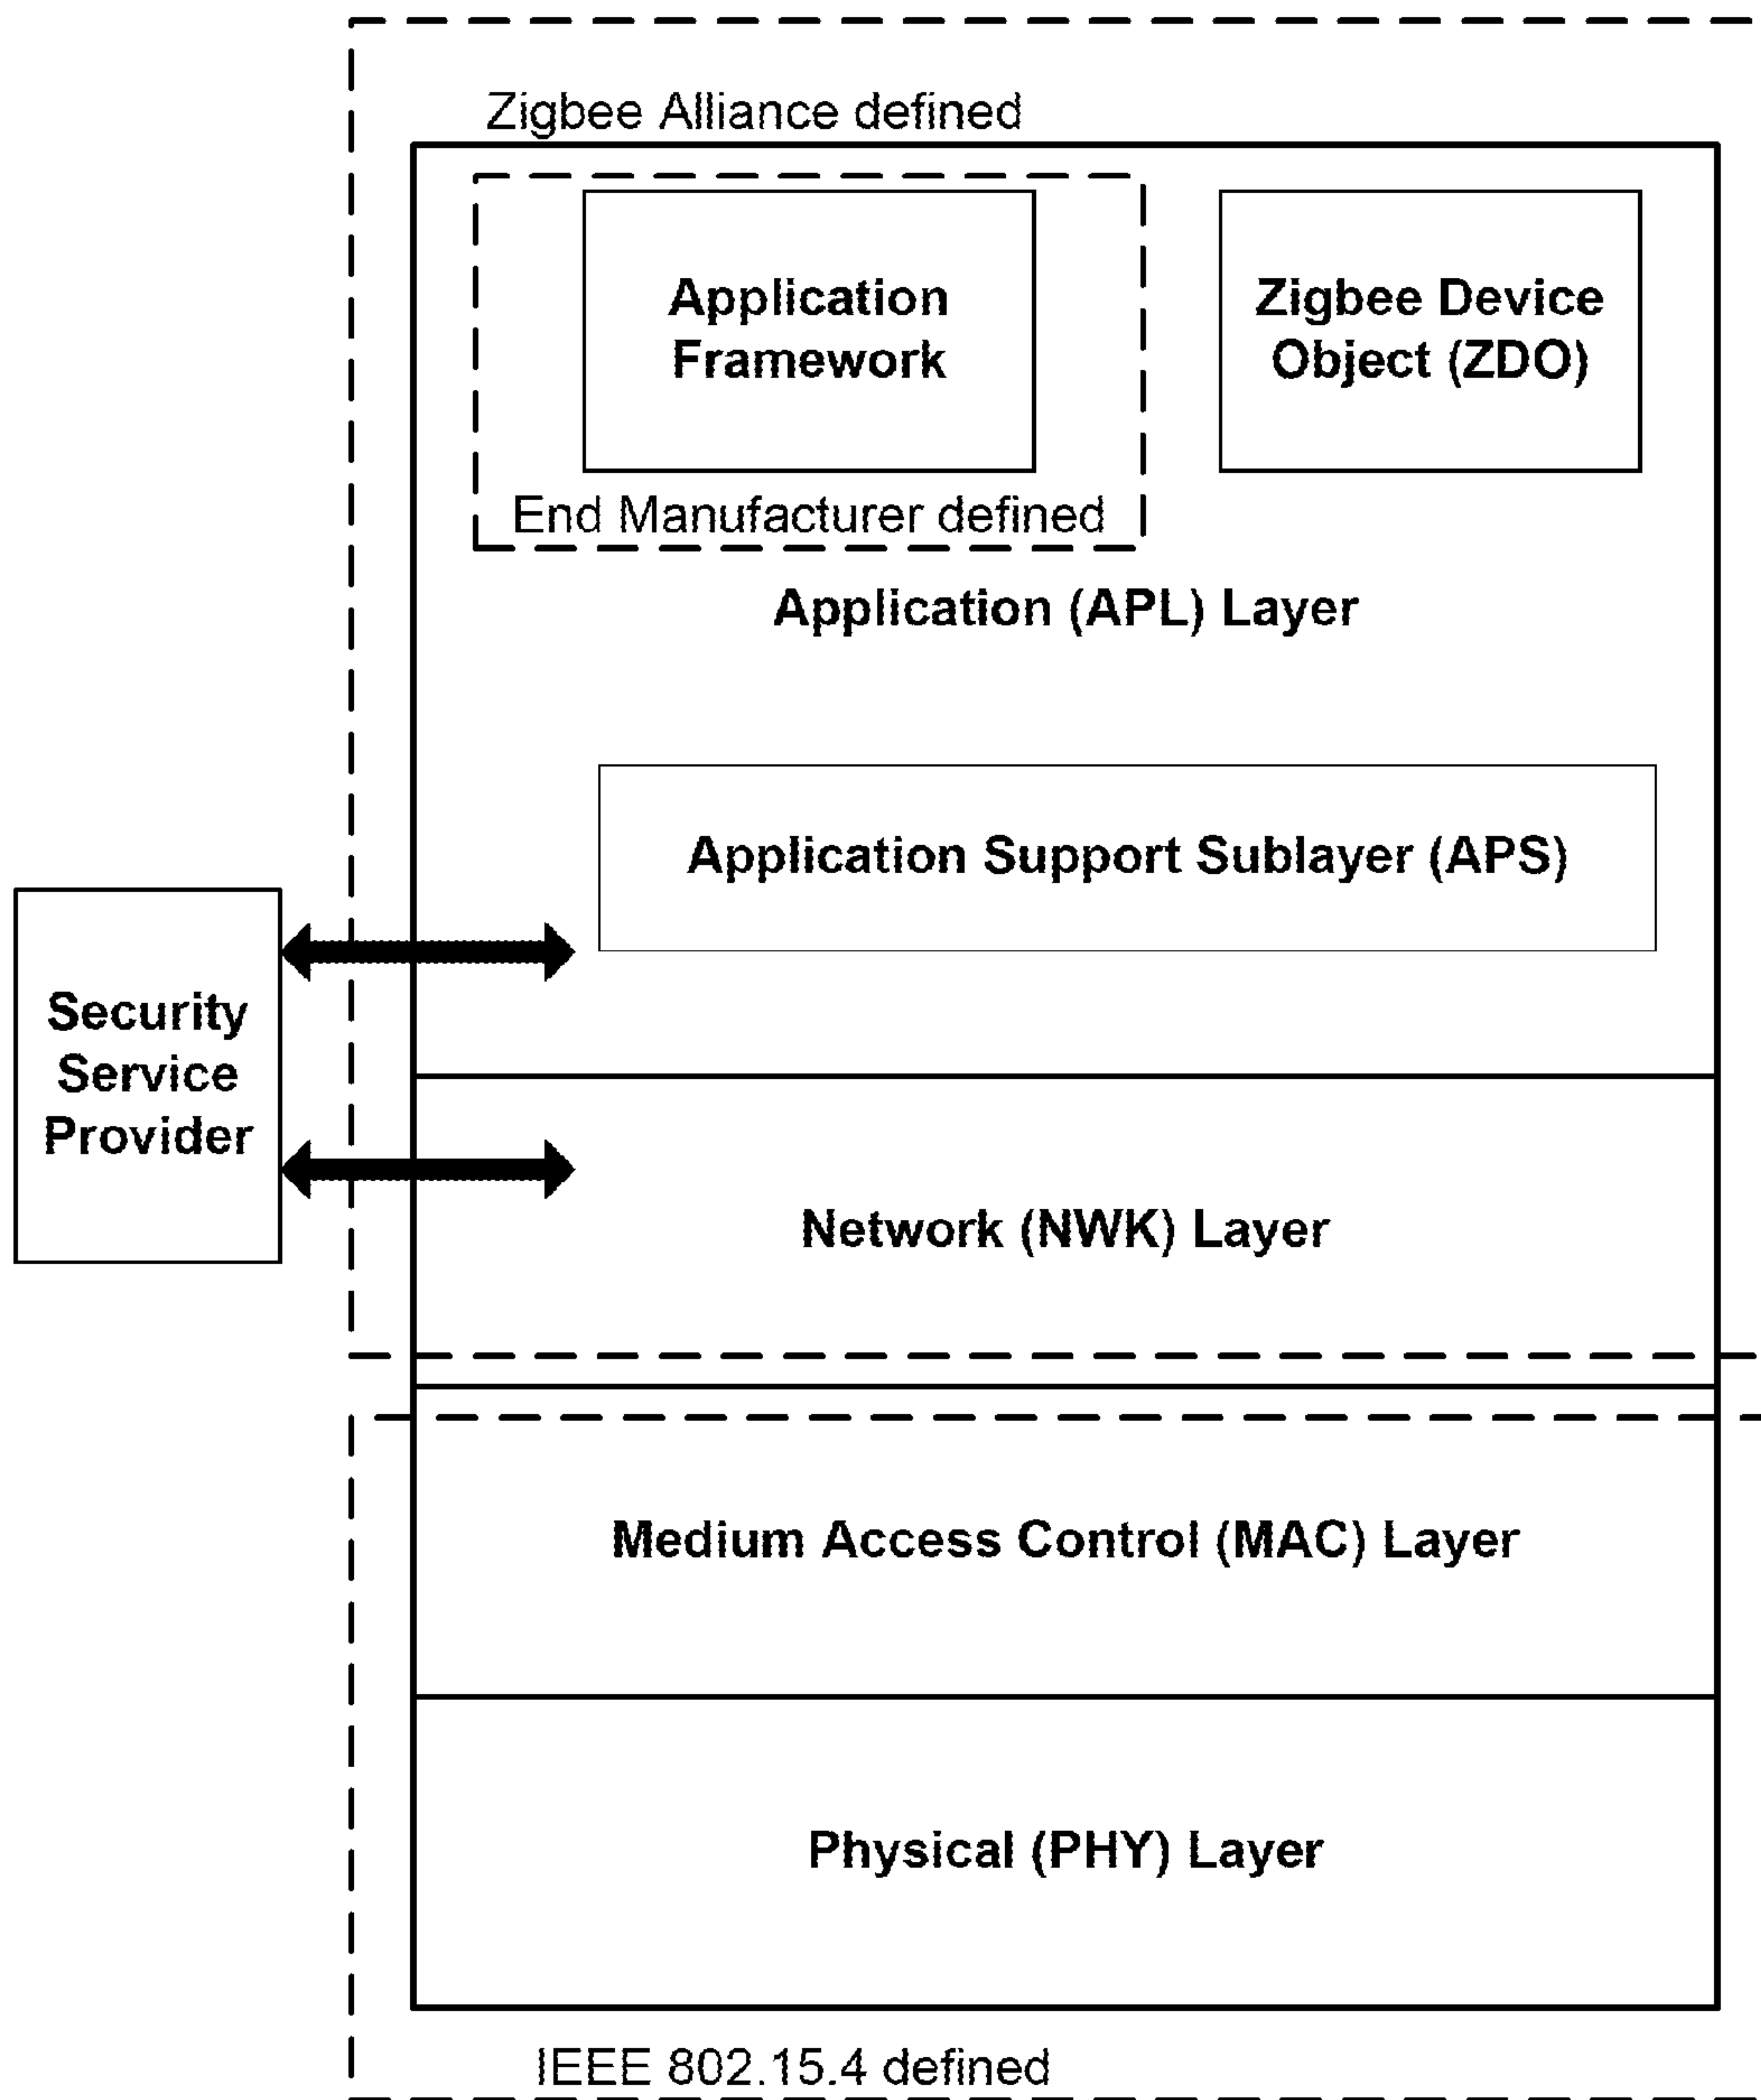 Zigbee Alliance defined
Application
Framework
Zigbee Device
Object (ZDO)
End Manufacturer defined
Application (APL) Layer
Application Support Sublayer (APS)
Security
Service
Provider
Network (NWK) Layer
Medium Access Control (MAC) Layer
Physical (PHY) Layer
IEEE 802.15.4 defined